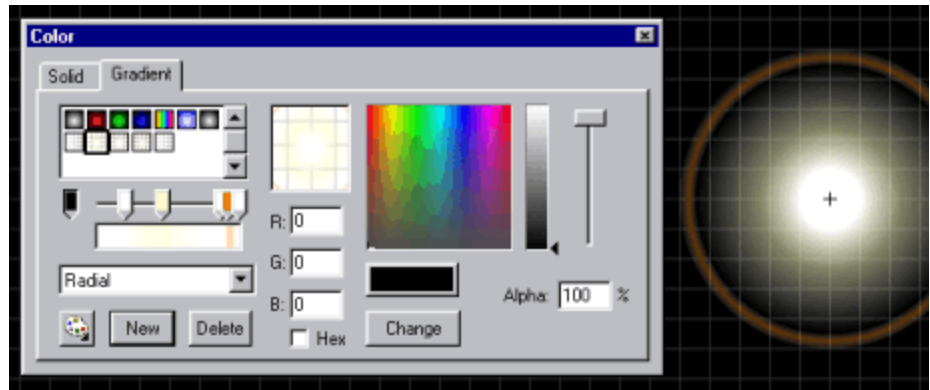 Color
Solid Gradient
R: 0
G: 0
Radial
B: 0
Alpha: 100 %
New Delete Hex Change